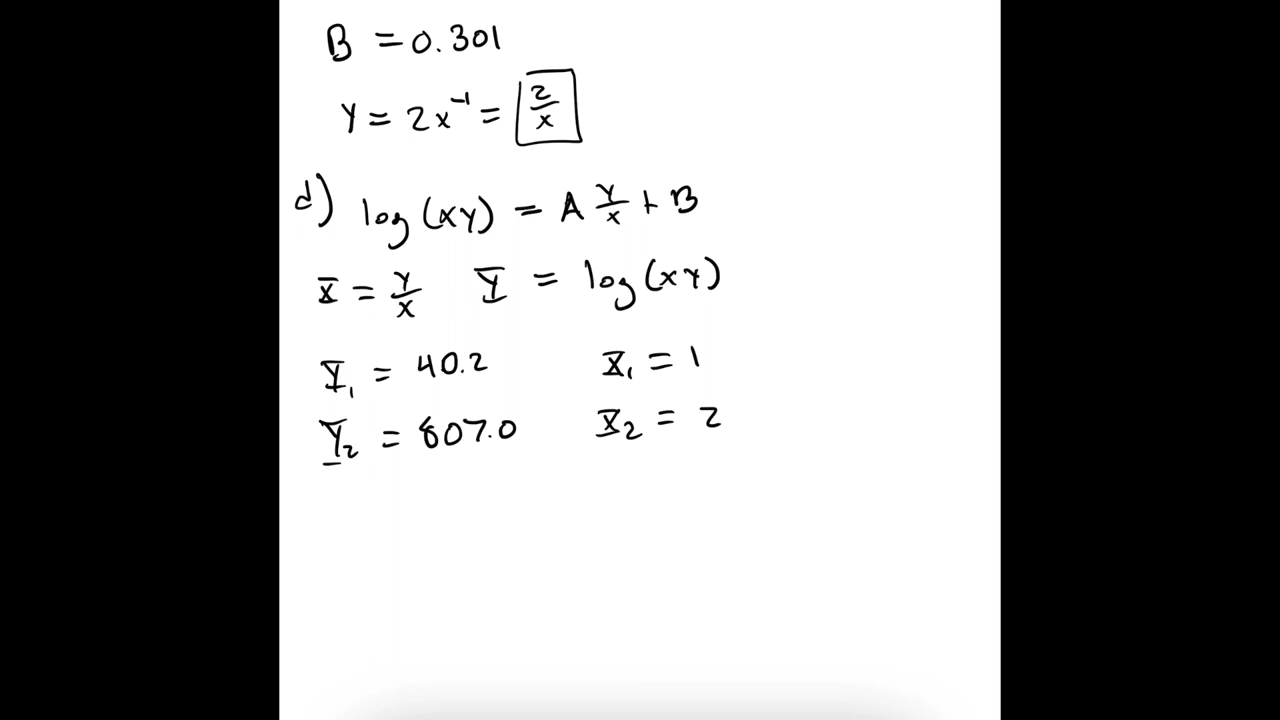 B = 0.301
Y = 2x⁻¹ = 2/x
d) log(xy) = A y/x + B
X = y/x Y = log(xy)
Y₁ = 40.2 X₁ = 1
Y₂ = 807.0 X₂ = 2